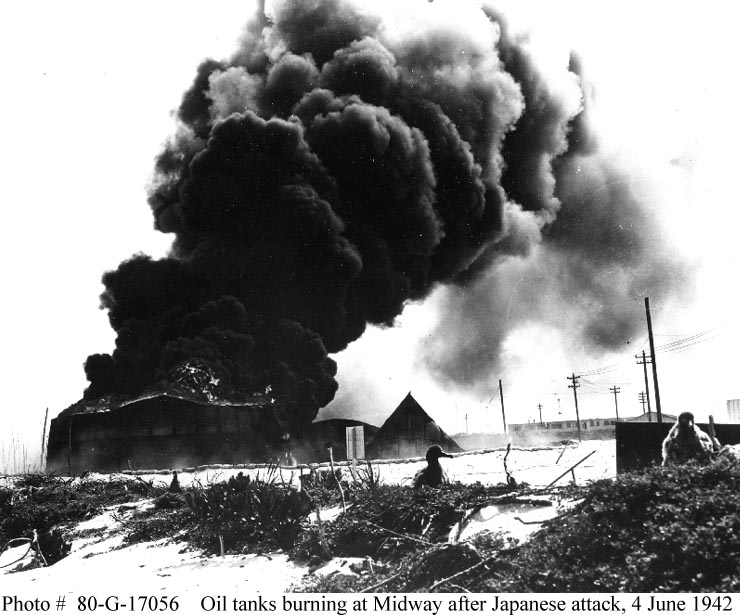 Photo #  80-G-17056    Oil tanks burning at Midway after Japanese attack, 4 June 1942